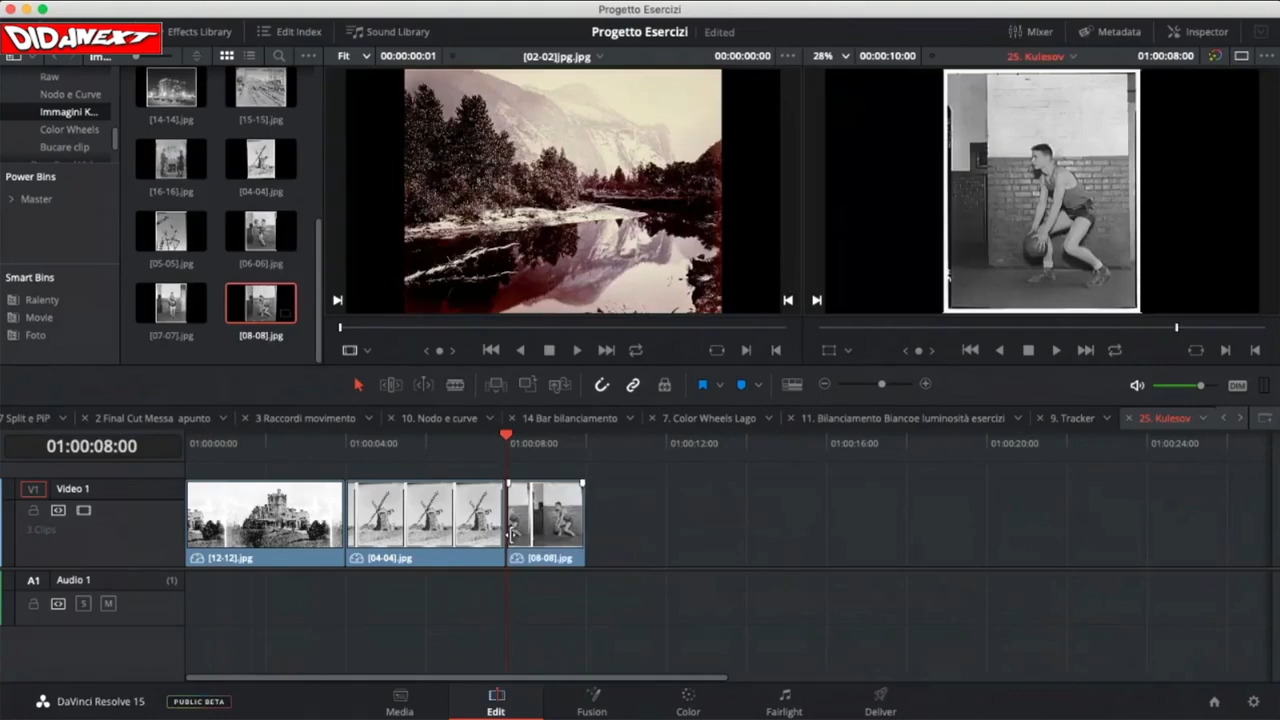 Progetto Esercizi
DIDANEXT
Effects Library
Edit Index
Sound Library
Progetto Esercizi
Edited
Mixer
Metadata
Inspector
Im...
Fit
00:00:00:01
[02-02]jpg.jpg
00:00:00:00
28%
00:00:10:00
25. Kulesov
01:00:08:00
Raw
Nodo e Curve
Immagini K...
Color Wheels
Bucare clip
Power Bins
Master
Smart Bins
Ralenty
Movie
Foto
[14-14].jpg
[15-15].jpg
[16-16].jpg
[04-04].jpg
[05-05].jpg
[06-06].jpg
[07-07].jpg
[08-08].jpg
DIM
7 Split e PiP
2 Final Cut Messa apunto
3 Raccordi movimento
10. Nodo e curve
14 Bar bilanciamento
7. Color Wheels Lago
11. Bilanciamento Biancoe luminosità esercizi
9. Tracker
25. Kulesov
01:00:08:00
01:00:00:00
01:00:04:00
01:00:08:00
01:00:12:00
01:00:16:00
01:00:20:00
01:00:24:00
V1 Video 1
3 Clips
[12-12].jpg
[04-04].jpg
[08-08].jpg
A1 Audio 1 (1)
S M
DaVinci Resolve 15
PUBLIC BETA
Media
Edit
Fusion
Color
Fairlight
Deliver